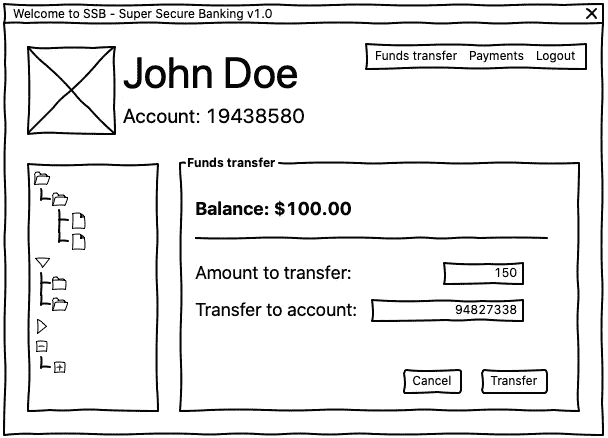 Welcome to SSB - Super Secure Banking v1.0
Funds transfer Payments Logout
John Doe
Account: 19438580
Funds transfer
Balance: $100.00
Amount to transfer: 150
Transfer to account: 94827338
Cancel Transfer